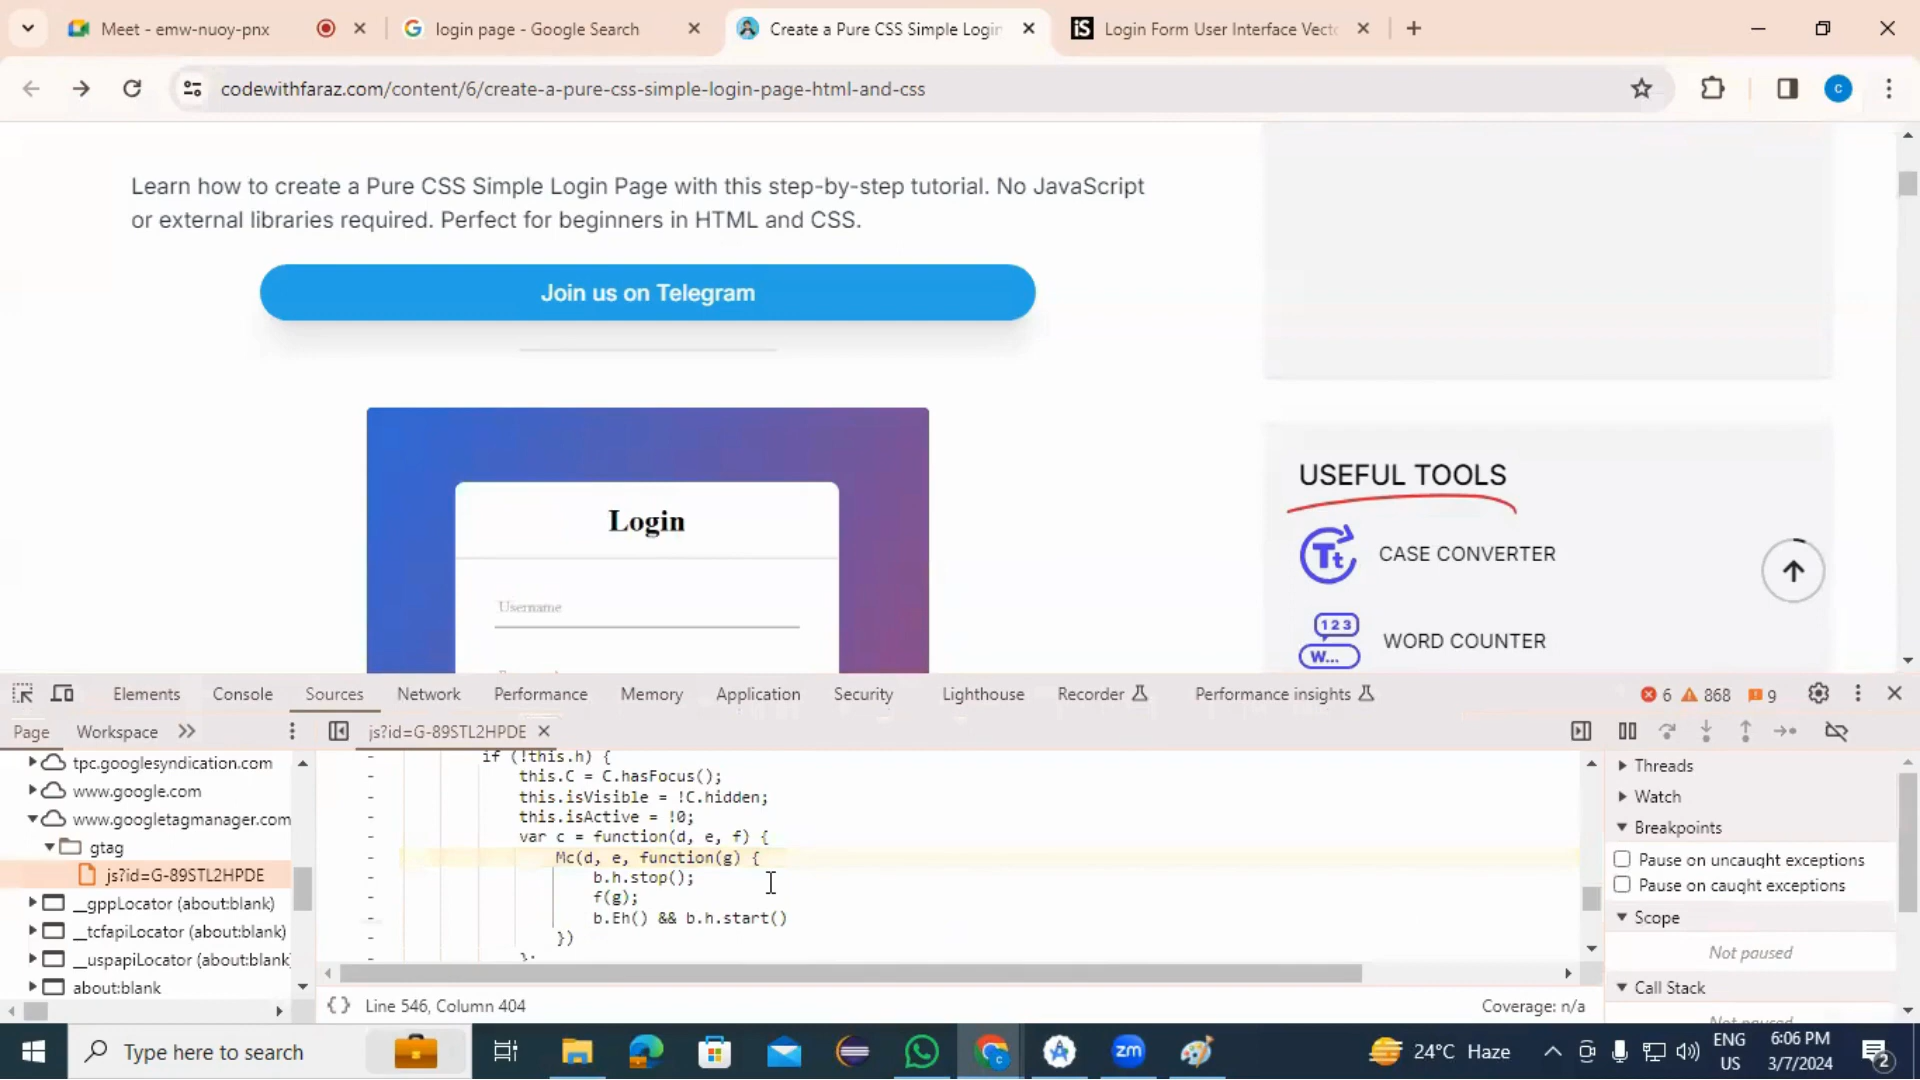 Meet - emw-nuoy-pnx
login page - Google Search
Create a Pure CSS Simple Login
Login Form User Interface Vect
codewithfaraz.com/content/6/create-a-pure-css-simple-login-page-html-and-css
c
Learn how to create a Pure CSS Simple Login Page with this step-by-step tutorial. No JavaScript
or external libraries required. Perfect for beginners in HTML and CSS.
Join us on Telegram
Login
Username
USEFUL TOOLS
Tt
CASE CONVERTER
123
W...
WORD COUNTER
Elements Console Sources Network Performance Memory Application Security Lighthouse Recorder Performance insights
6 868 9
Page Workspace
js?id=G-89STL2HPDE
tpc.googlesyndication.com
www.google.com
www.googletagmanager.com
gtag
js?id=G-89STL2HPDE
__gppLocator (about:blank)
__tcfapiLocator (about:blank)
__uspapiLocator (about:blank
about:blank
if (!this.h) {
this.C = C.hasFocus();
this.isVisible = !C.hidden;
this.isActive = !0;
var c = function(d, e, f) {
Mc(d, e, function(g) {
b.h.stop();
f(g);
b.Eh() && b.h.start()
})
};
{ } Line 546, Column 404
Coverage: n/a
Threads
Watch
Breakpoints
Pause on uncaught exceptions
Pause on caught exceptions
Scope
Not paused
Call Stack
Type here to search
zm
24°C Haze
ENG
US
6:06 PM
3/7/2024
2